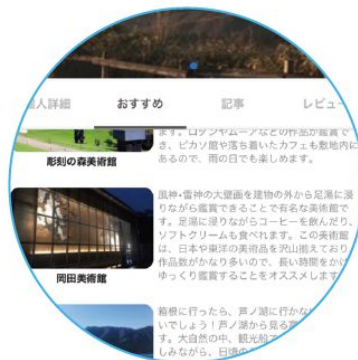 人詳細 おすすめ 記事 レビュー
ます。ロダンやムーアなどの作品が鑑賞で
き、ピカソ館や落ち着いたカフェも敷地内に
あるので、雨の日でも楽しめます。
彫刻の森美術館
風神・雷神の大壁画を建物の外から足湯に浸
りながら鑑賞できることで有名な美術館で
す。足湯に浸りながらコーヒーを飲んだり、
ソフトクリームも食べれます。この美術館
は、日本や東洋の美術品を沢山揃えており
作品数がかなり多いので、長い時間をかけ
ゆっくり鑑賞することをオススメします
岡田美術館
箱根に行ったら、芦ノ湖に行かな
いでしょう！芦ノ湖から見る富
す。大自然の中、観光船で
しみながら、日頃の